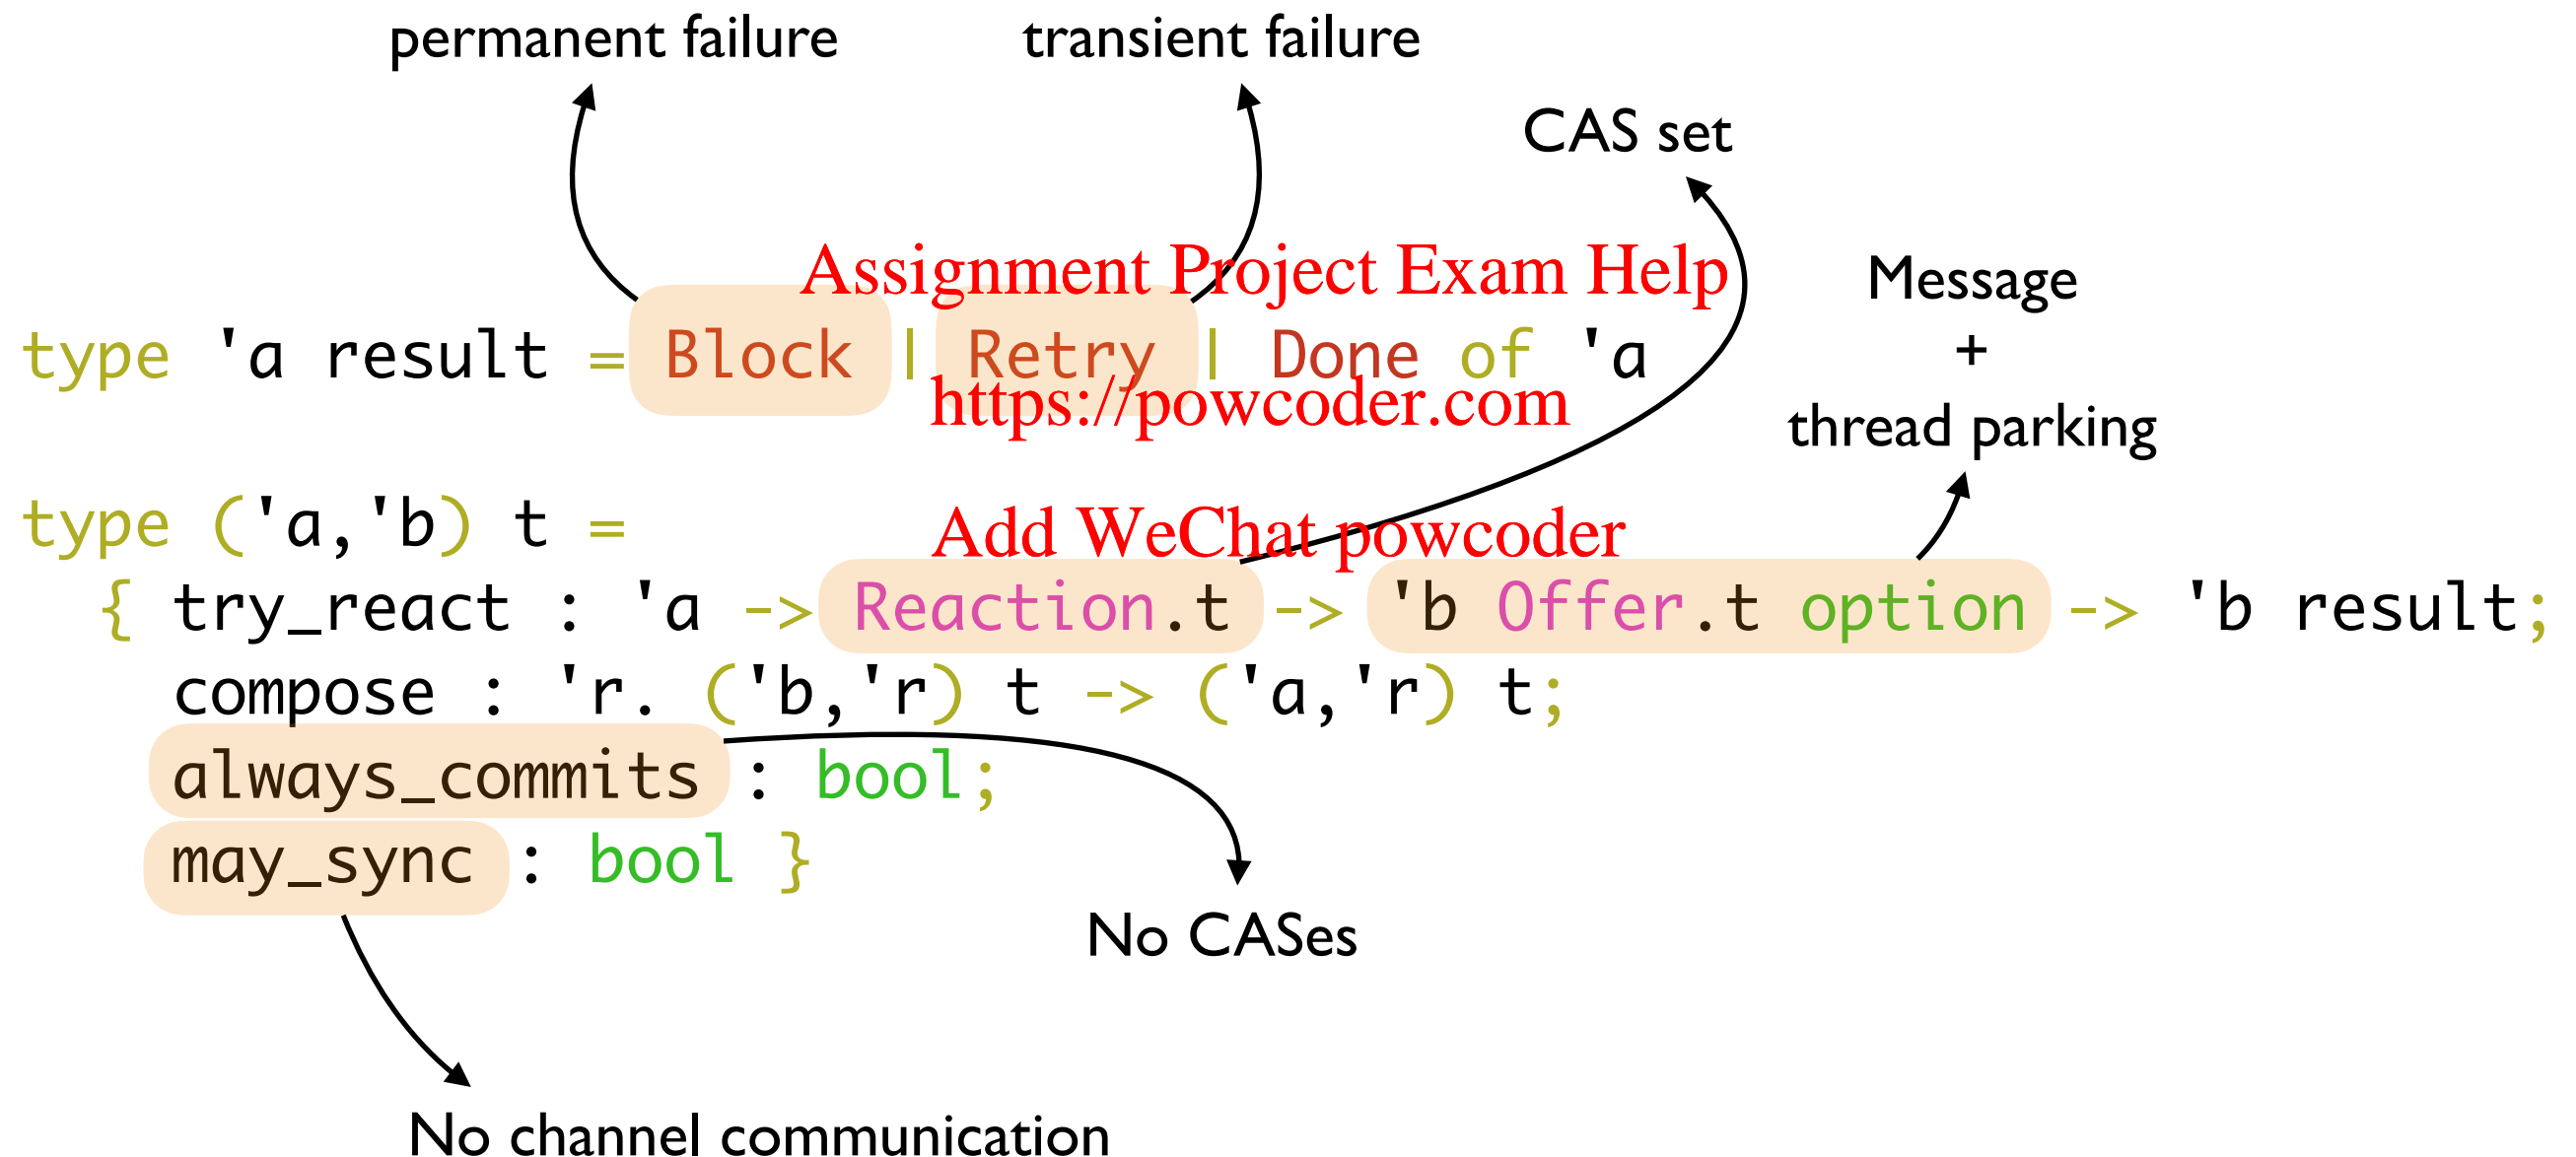 permanent failure
transient failure
CAS set
Assignment Project Exam Help
Message
+
thread parking
type 'a result = Block | Retry | Done of 'a
https://powcoder.com
type ('a,'b) t =
Add WeChat powcoder
{ try_react : 'a -> Reaction.t -> 'b Offer.t option -> 'b result;
compose : 'r. ('b,'r) t -> ('a,'r) t;
always_commits : bool;
may_sync : bool }
No CASes
No channel communication